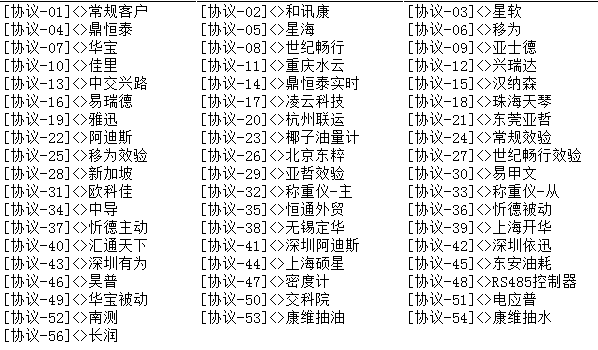 [协议-01]<>常规客户 [协议-02]<>和讯康 [协议-03]<>星软
[协议-04]<>鼎恒泰 [协议-05]<>星海 [协议-06]<>移为
[协议-07]<>华宝 [协议-08]<>世纪畅行 [协议-09]<>亚士德
[协议-10]<>佳里 [协议-11]<>重庆水云 [协议-12]<>兴瑞达
[协议-13]<>中交兴路 [协议-14]<>鼎恒泰实时 [协议-15]<>汉纳森
[协议-16]<>易瑞德 [协议-17]<>凌云科技 [协议-18]<>珠海天琴
[协议-19]<>雅迅 [协议-20]<>杭州联运 [协议-21]<>东莞亚哲
[协议-22]<>阿迪斯 [协议-23]<>椰子油量计 [协议-24]<>常规效验
[协议-25]<>移为效验 [协议-26]<>北京东粹 [协议-27]<>世纪畅行效验
[协议-28]<>新加坡 [协议-29]<>亚哲效验 [协议-30]<>易甲文
[协议-31]<>欧科佳 [协议-32]<>称重仪-主 [协议-33]<>称重仪-从
[协议-34]<>中导 [协议-35]<>恒通外贸 [协议-36]<>忻德被动
[协议-37]<>忻德主动 [协议-38]<>无锡定华 [协议-39]<>上海开华
[协议-40]<>汇通天下 [协议-41]<>深圳阿迪斯 [协议-42]<>深圳依迅
[协议-43]<>深圳有为 [协议-44]<>上海硕星 [协议-45]<>东安油耗
[协议-46]<>昊普 [协议-47]<>密度计 [协议-48]<>RS485控制器
[协议-49]<>华宝被动 [协议-50]<>交科院 [协议-51]<>电应普
[协议-52]<>南测 [协议-53]<>康维抽油 [协议-54]<>康维抽水
[协议-56]<>长润